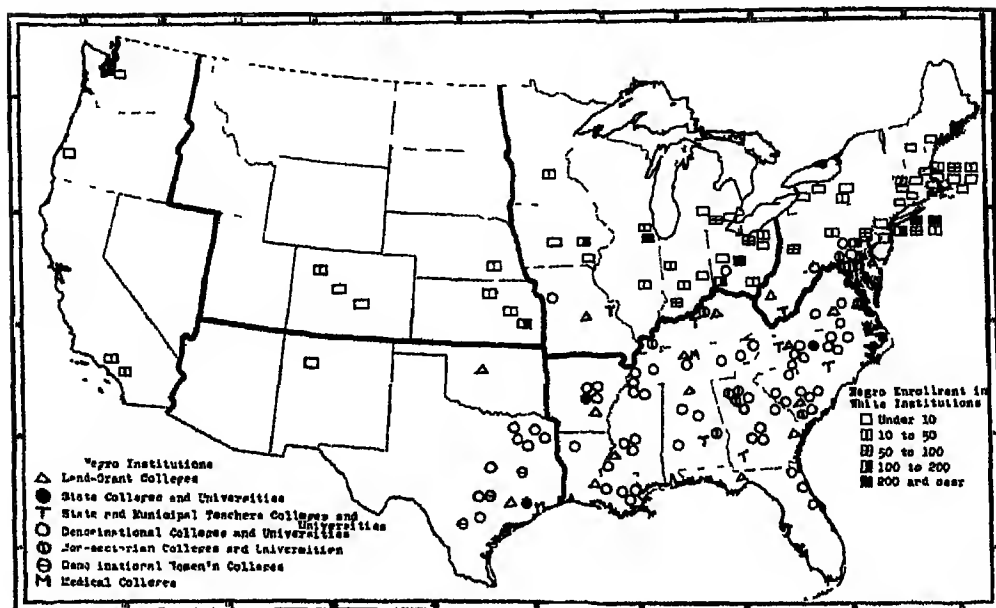 Negro Enrollment in
White Institutions
Under 10
10 to 50
50 to 100
100 to 200
200 and over
Negro Institutions
Land-Grant Colleges
State Colleges and Universities
T State and Municipal Teachers Colleges and
Universities
Denominational Colleges and Universities
Non-sectarian Colleges and Universities
Denominational Women's Colleges
M Medical Colleges